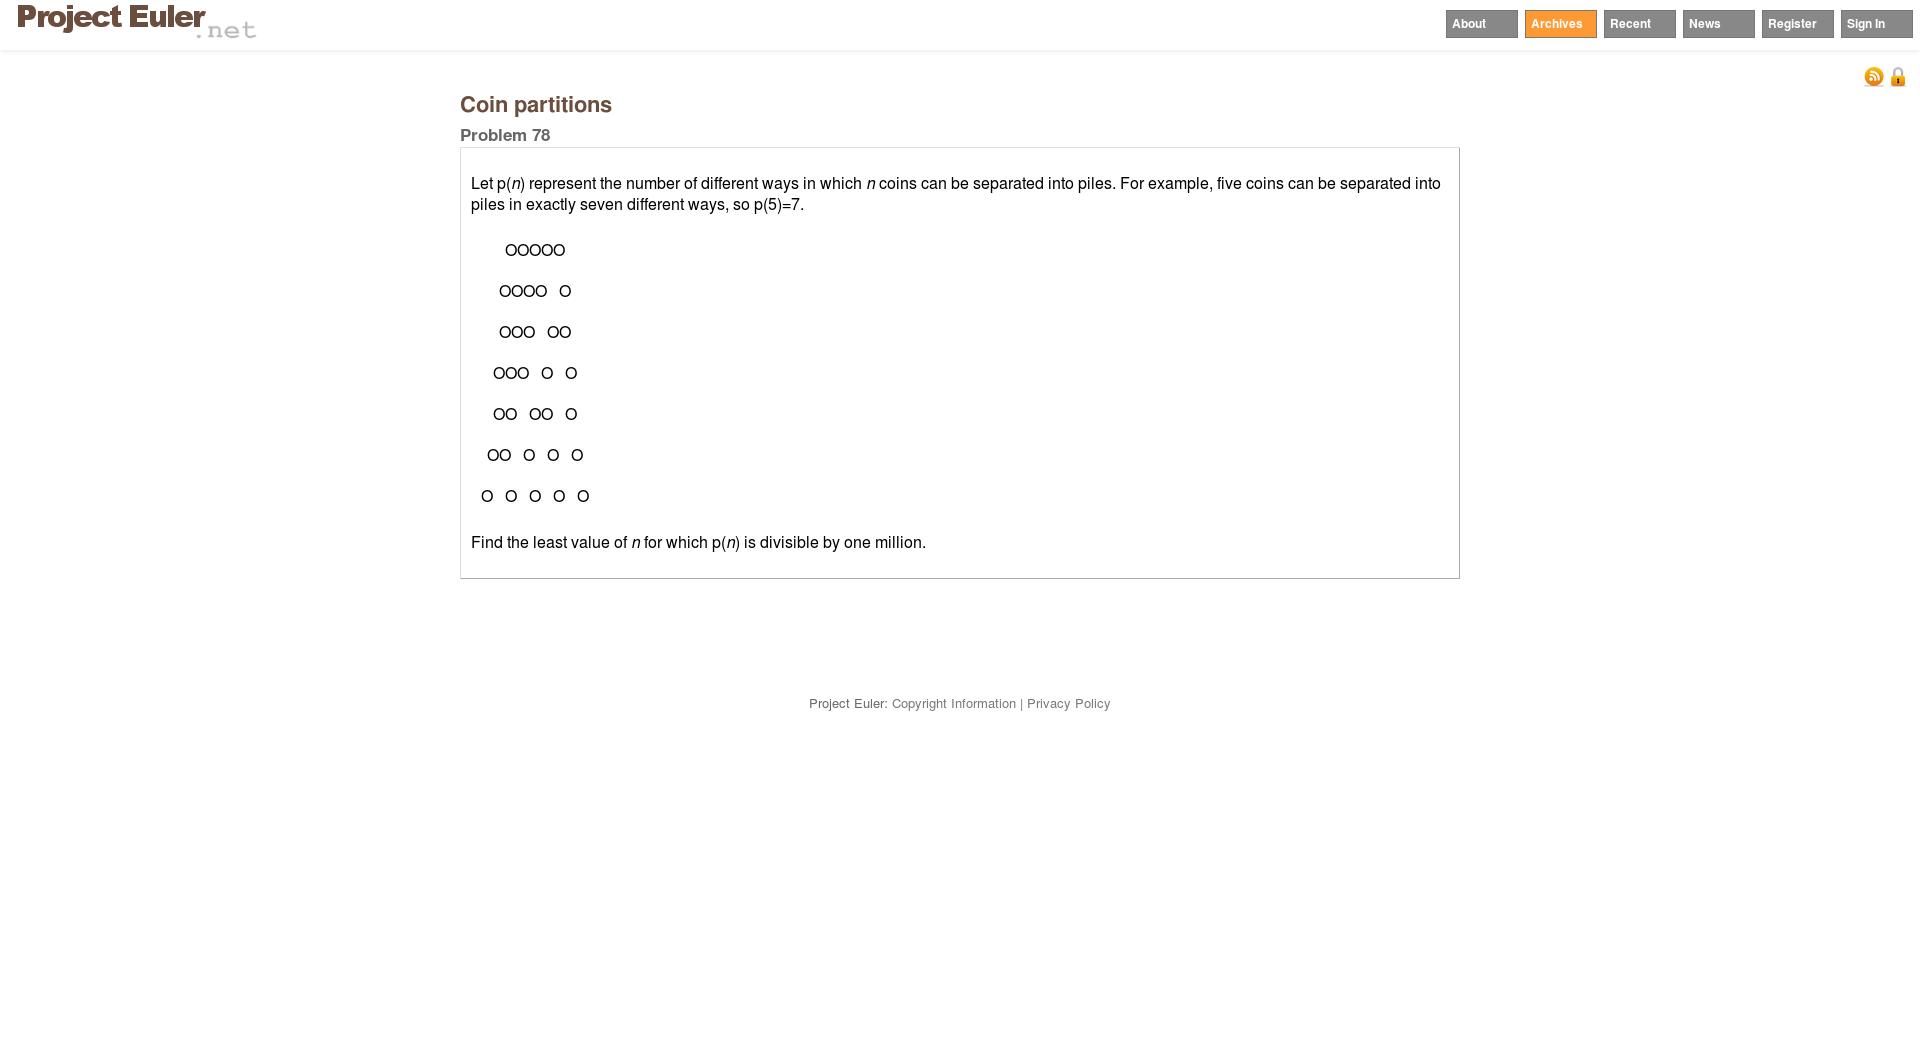 Project Euler.net
About Archives Recent News Register Sign In
Coin partitions
Problem 78
Let p(n) represent the number of different ways in which n coins can be separated into piles. For example, five coins can be separated into
piles in exactly seven different ways, so p(5)=7.
OOOOO
OOOO O
OOO OO
OOO O O
OO OO O
OO O O O
O O O O O
Find the least value of n for which p(n) is divisible by one million.
Project Euler: Copyright Information | Privacy Policy